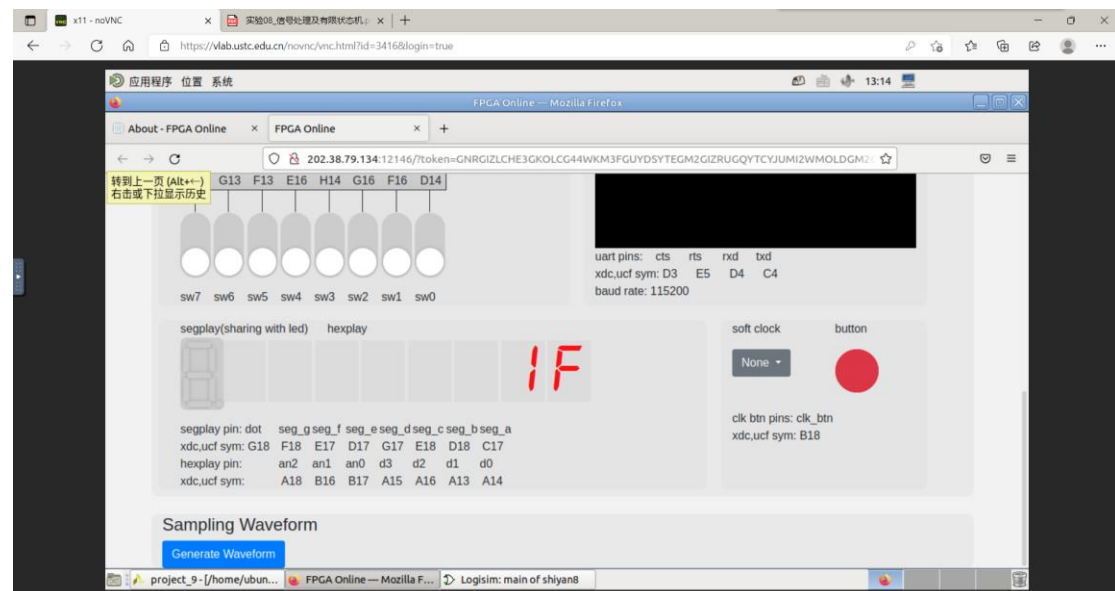 x11 - noVNC
实验08_信号处理及有限状态机.p
https://vlab.ustc.edu.cn/novnc/vnc.html?id=3416&login=true
应用程序 位置 系统
13:14
FPGA Online — Mozilla Firefox
About - FPGA Online
FPGA Online
202.38.79.134:12146/?token=GNRGIZLCHE3GKOLCG44WKM3FGUYDSYTEGM2GIZRUGQYTCYJUMI2WMOLDGM2
转到上一页 (Alt+←)
右击或下拉显示历史
G13 F13 E16 H14 G16 F16 D14
sw7 sw6 sw5 sw4 sw3 sw2 sw1 sw0
uart pins: cts rts rxd txd
xdc,ucf sym: D3 E5 D4 C4
baud rate: 115200
segplay(sharing with led) hexplay
1F
segplay pin: dot seg_g seg_f seg_e seg_d seg_c seg_b seg_a
xdc,ucf sym: G18 F18 E17 D17 G17 E18 D18 C17
hexplay pin: an2 an1 an0 d3 d2 d1 d0
xdc,ucf sym: A18 B16 B17 A15 A16 A13 A14
soft clock button
None
clk btn pins: clk_btn
xdc,ucf sym: B18
Sampling Waveform
Generate Waveform
project_9 - [/home/ubun...
FPGA Online — Mozilla F...
Logisim: main of shiyan8